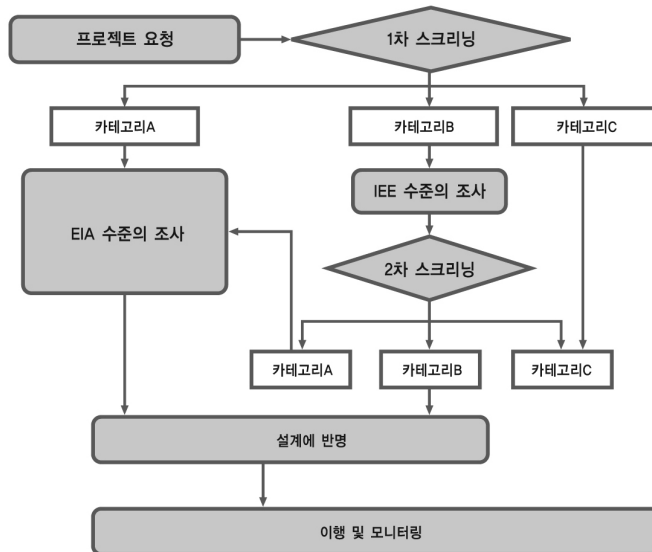 프로젝트 요청
1차 스크리닝
카테고리A
카테고리B
카테고리C
EIA 수준의 조사
IEE 수준의 조사
2차 스크리닝
카테고리A
카테고리B
카테고리C
설계에 반명
이행 및 모니터링